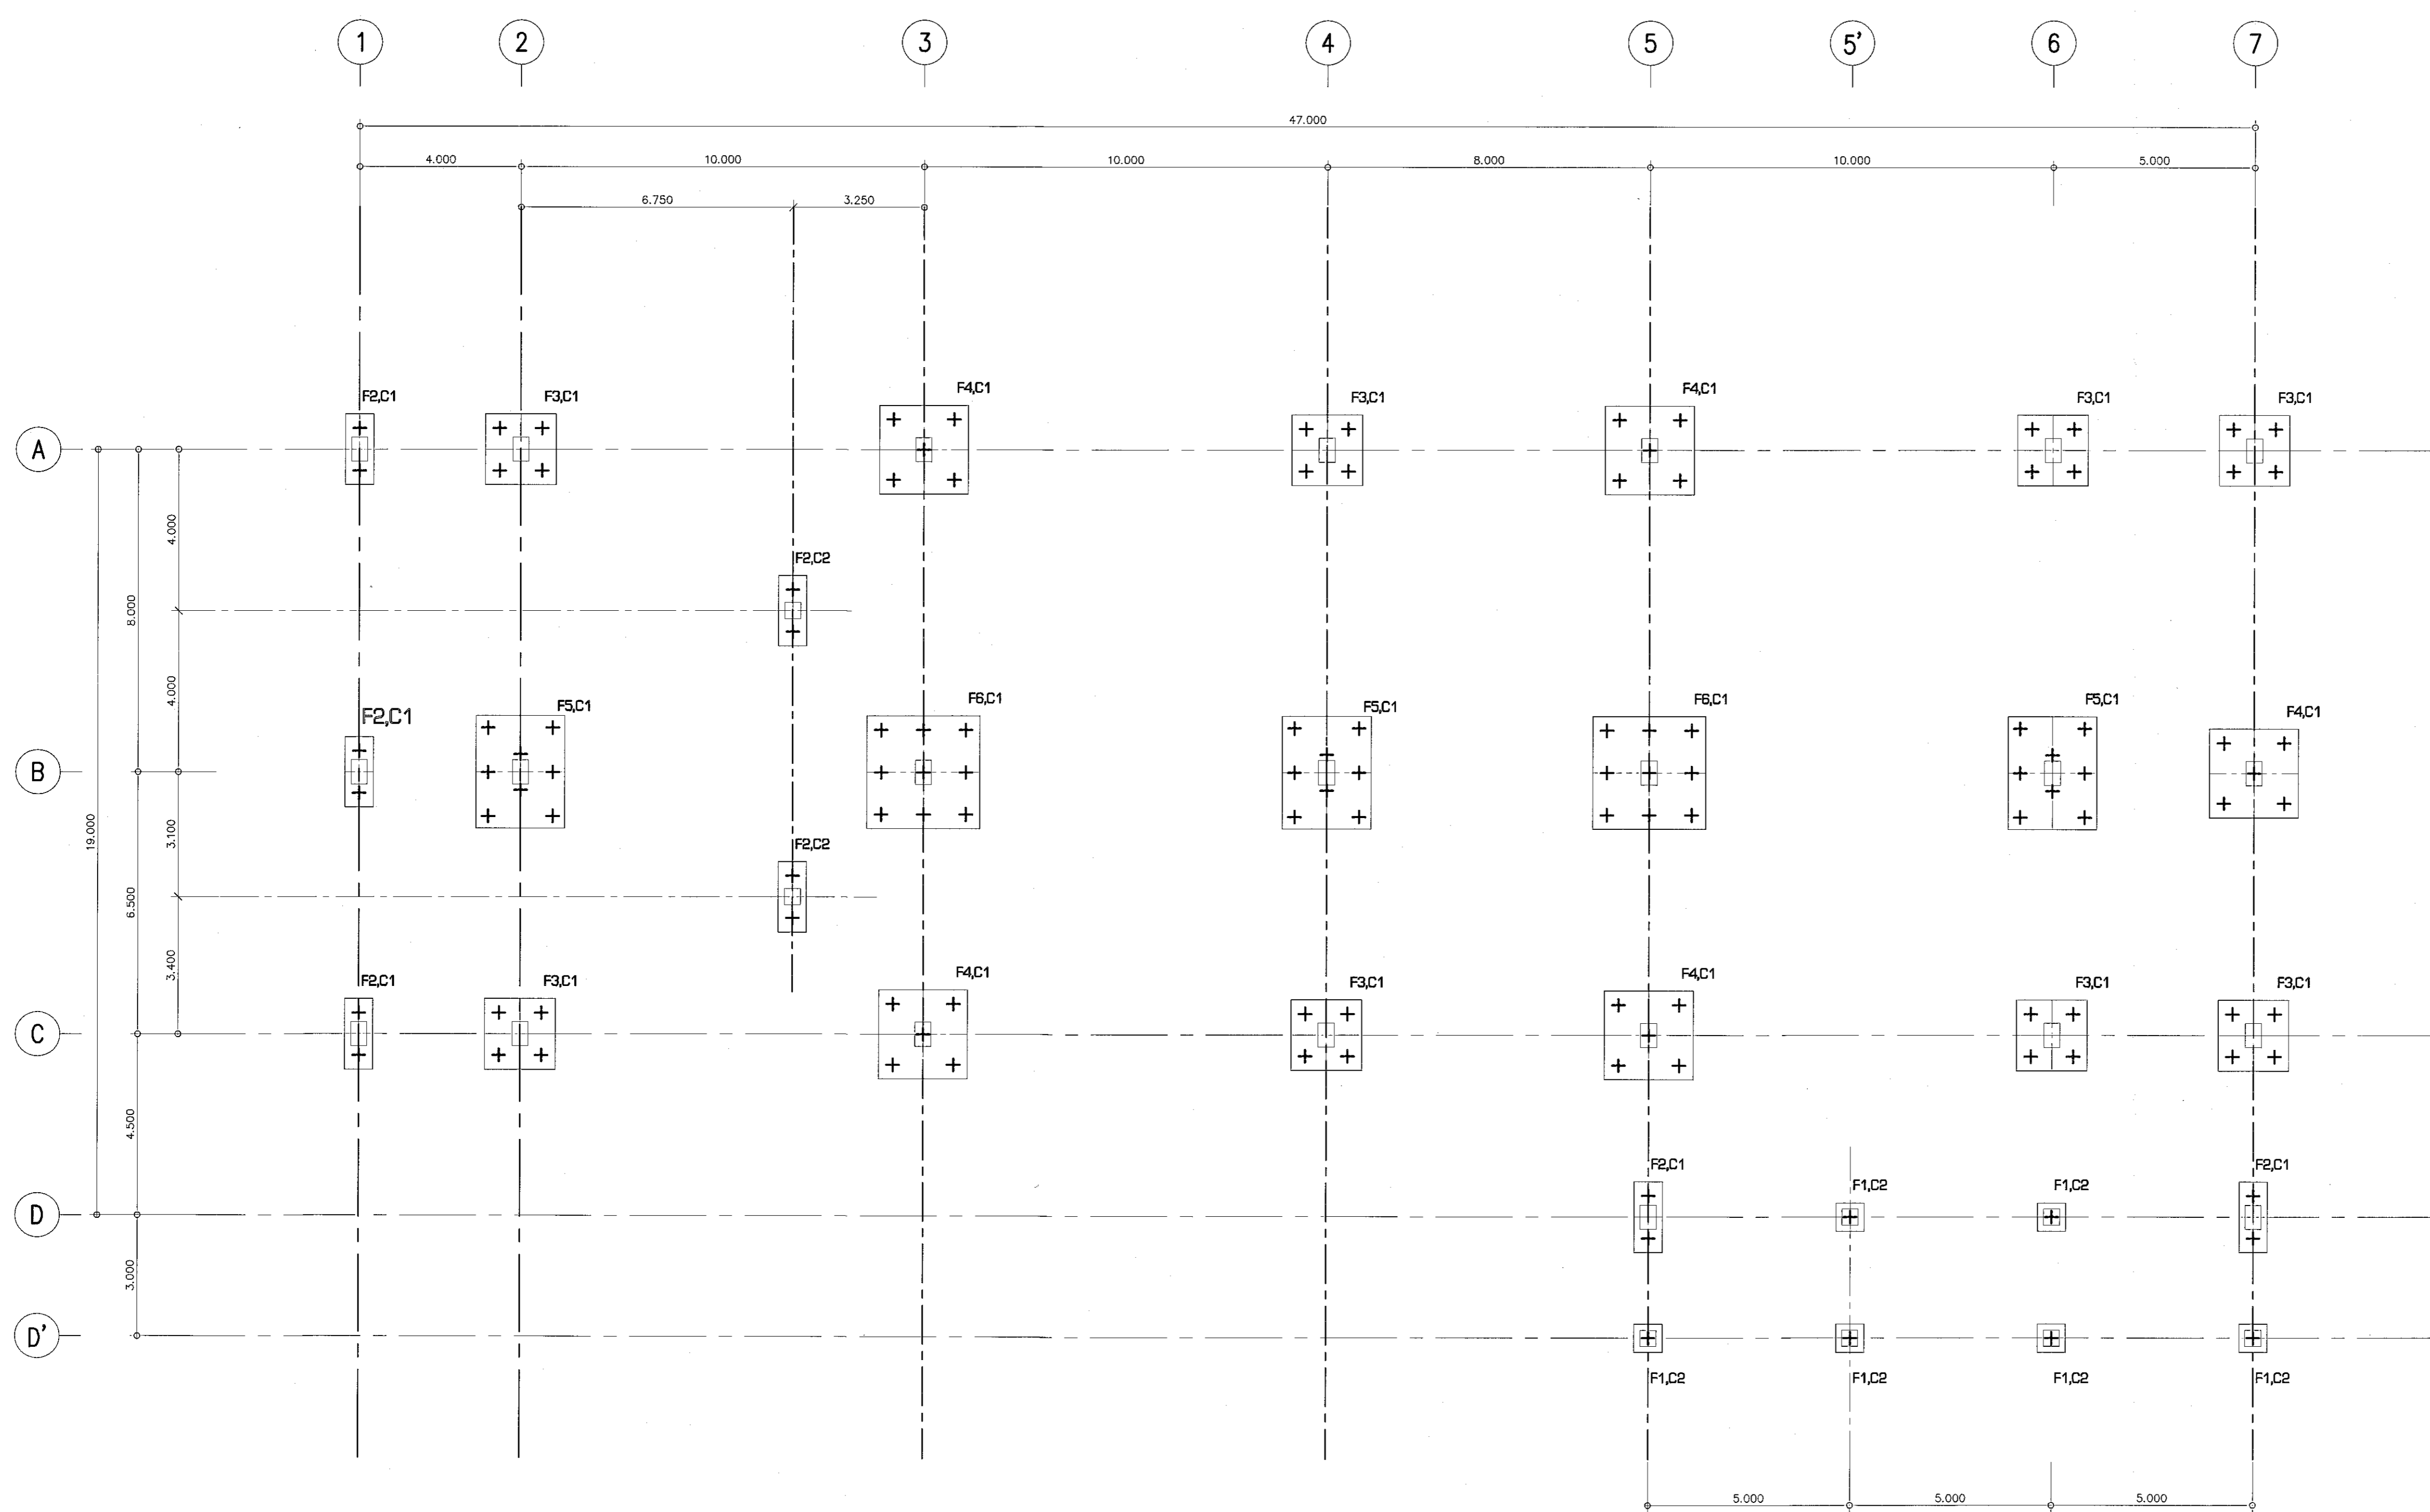 1 2 3 4 5 5' 6 7
47.000
4.000 10.000 10.000 8.000 10.000 5.000
6.750 3.250
F4,C1 F4,C1
F2,C1 F3,C1 F3,C1 F3,C1 F3,C1
A
4.000
F2,C2
8.000
4.000
F6,C1 F6,C1
F5,C1 F5,C1 F5,C1
F2,C1 F4,C1
B
19.000
3.100
F2,C2
6.500
3.400
F4,C1 F4,C1
F2,C1 F3,C1 F3,C1 F3,C1 F3,C1
C
4.500
F2,C1 F2,C1
F1,C2 F1,C2
D
3.000
D'
F1,C2 F1,C2 F1,C2 F1,C2
5.000 5.000 5.000